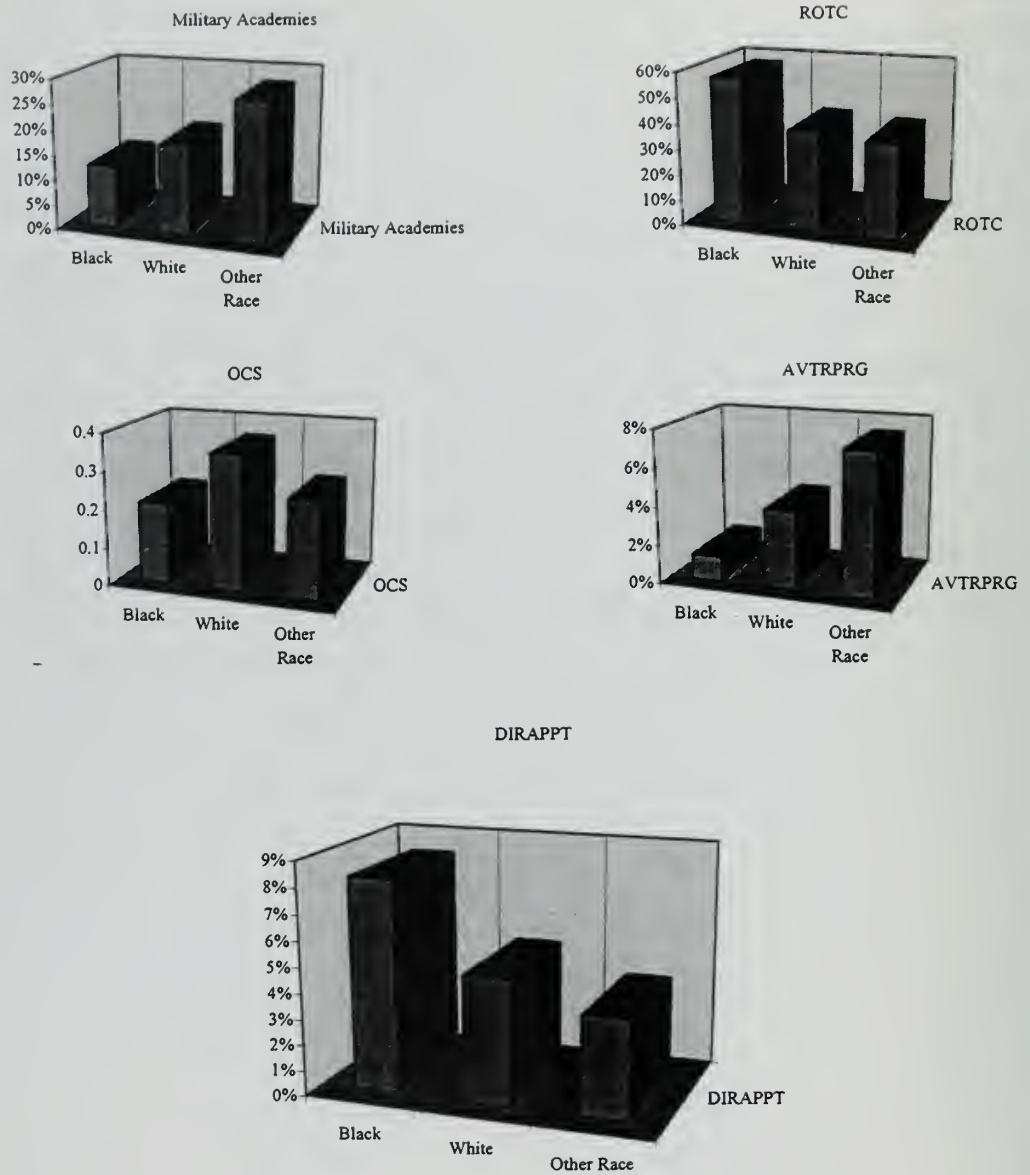 Military Academies
30%
25%
20%
15%
10%
5%
0%
Black
White
Other
Race
Military Academies
ROTC
60%
50%
40%
30%
20%
10%
0%
Black
White
Other
Race
ROTC
OCS
0.4
0.3
0.2
0.1
0
Black
White
Other
Race
OCS
AVTRPRG
8%
6%
4%
2%
0%
Black
White
Other
Race
AVTRPRG
DIRAPPT
9%
8%
7%
6%
5%
4%
3%
2%
1%
0%
Black
White
Other Race
DIRAPPT